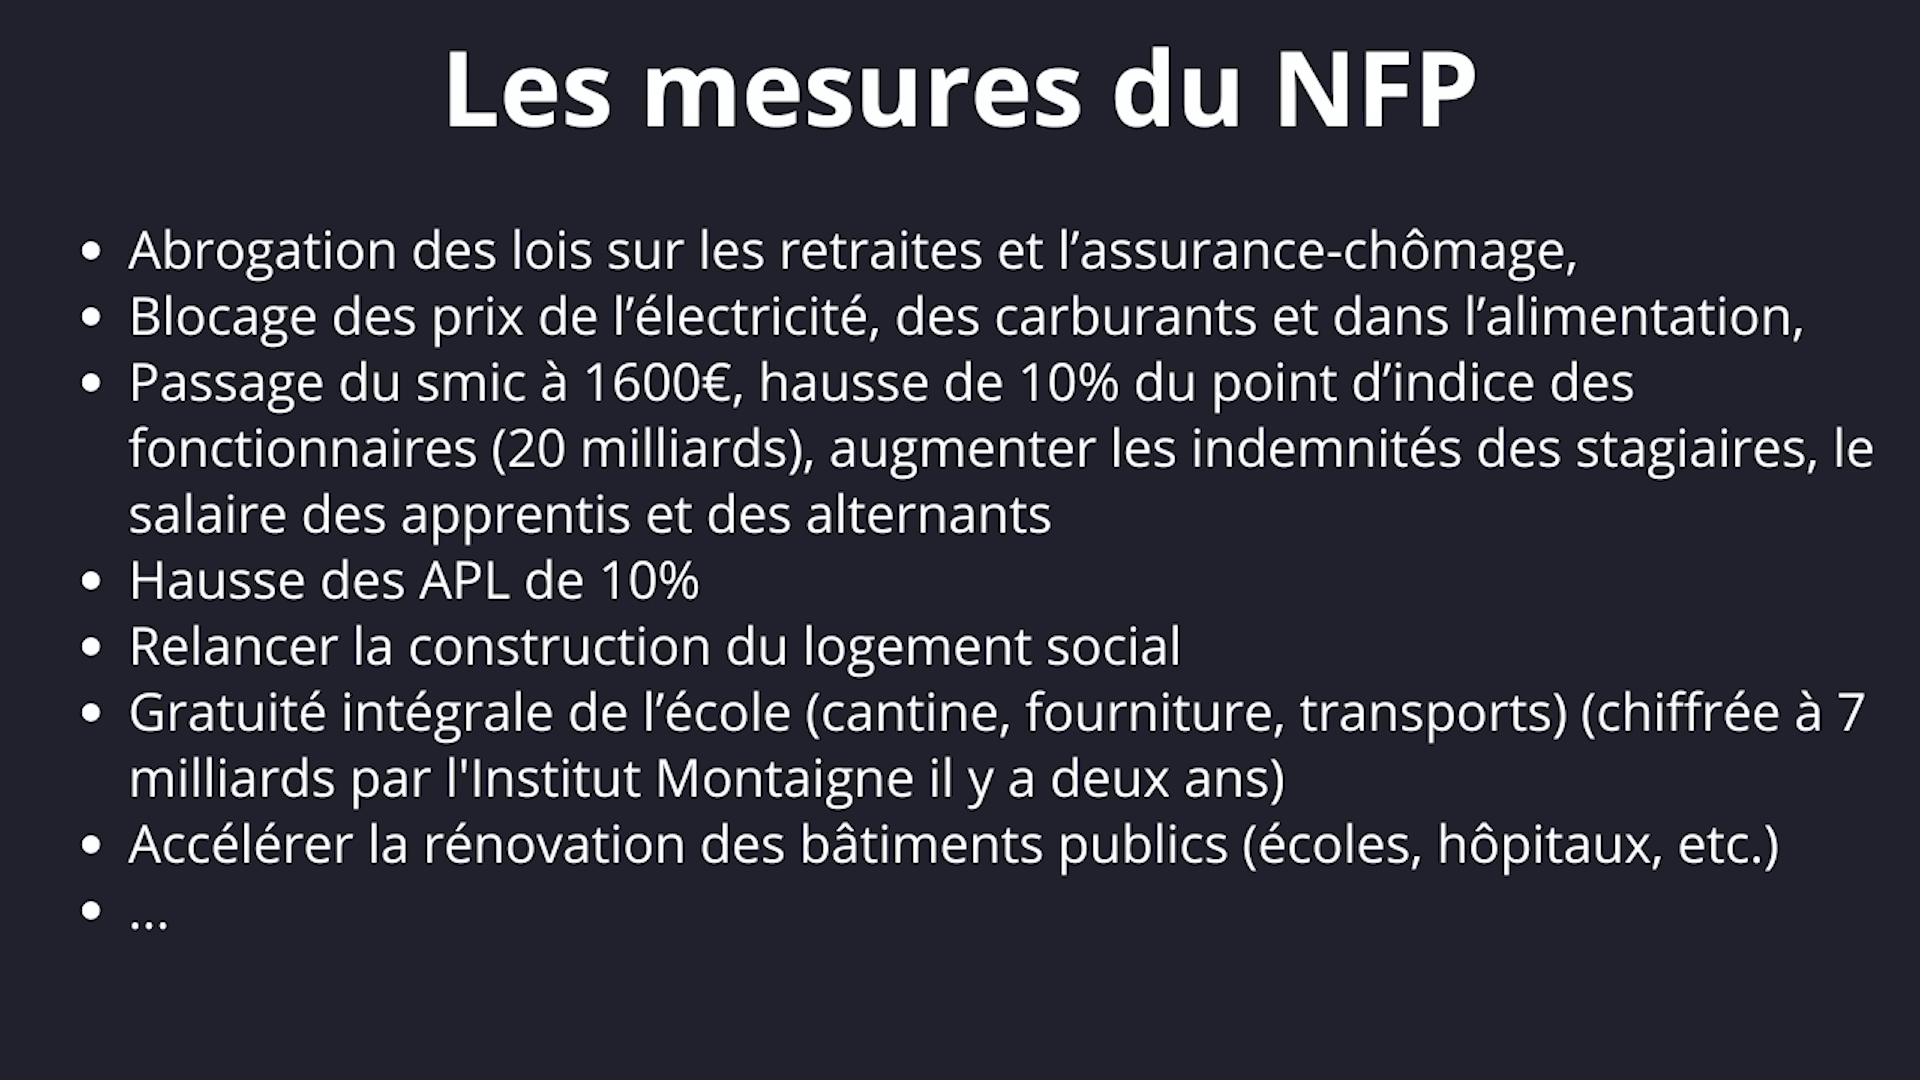 Les mesures du NFP
• Abrogation des lois sur les retraites et l’assurance-chômage,
• Blocage des prix de l’électricité, des carburants et dans l’alimentation,
• Passage du smic à 1600€, hausse de 10% du point d’indice des
fonctionnaires (20 milliards), augmenter les indemnités des stagiaires, le
salaire des apprentis et des alternants
• Hausse des APL de 10%
• Relancer la construction du logement social
• Gratuité intégrale de l’école (cantine, fourniture, transports) (chiffrée à 7
milliards par l'Institut Montaigne il y a deux ans)
• Accélérer la rénovation des bâtiments publics (écoles, hôpitaux, etc.)
• ...